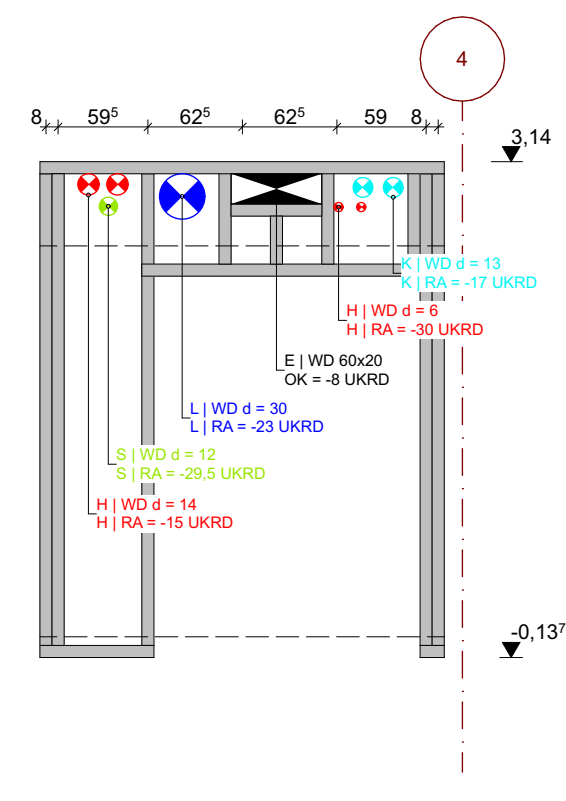 4
8 59⁵ 62⁵ 62⁵ 59 8
3,14
K | WD d = 13
K | RA = -17 UKRD
H | WD d = 6
H | RA = -30 UKRD
E | WD 60x20
OK = -8 UKRD
L | WD d = 30
L | RA = -23 UKRD
S | WD d = 12
S | RA = -29,5 UKRD
H | WD d = 14
H | RA = -15 UKRD
-0,13⁷